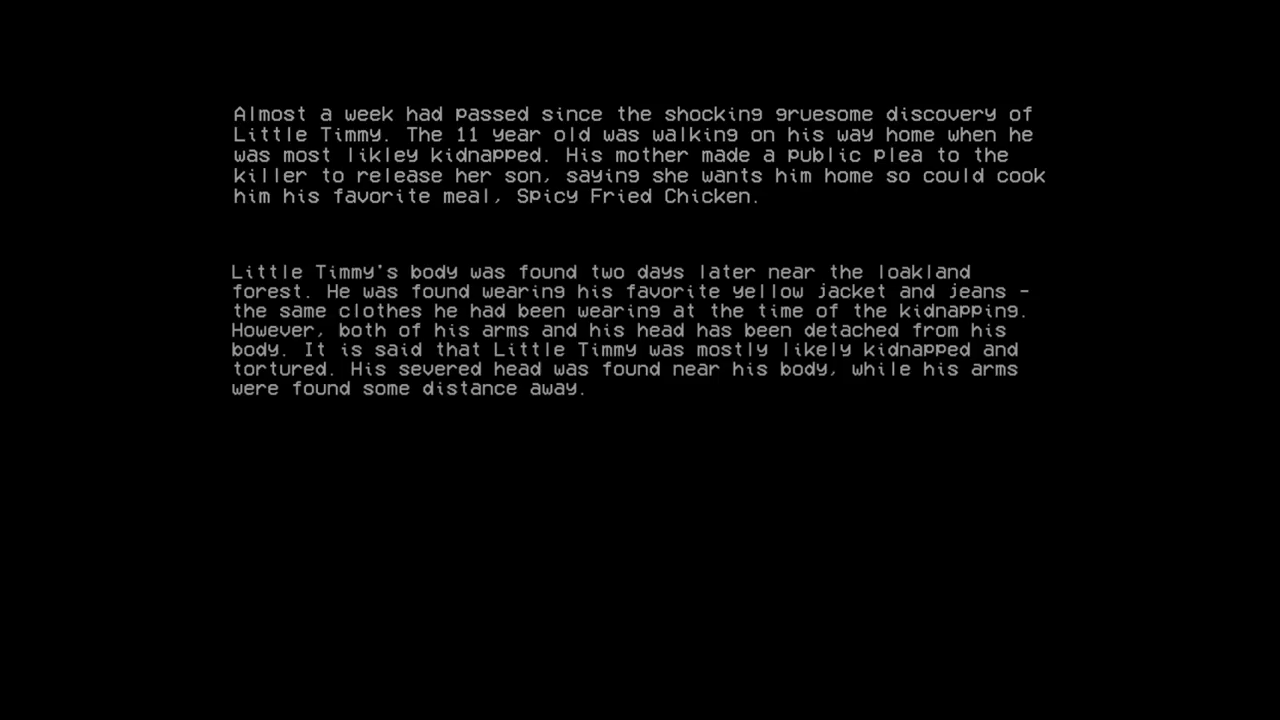 Almost a week had passed since the shocking gruesome discovery of
Little Timmy. The 11 year old was walking on his way home when he
was most likley kidnapped. His mother made a public plea to the
killer to release her son, saying she wants him home so could cook
him his favorite meal, Spicy Fried Chicken.
Little Timmy's body was found two days later near the loakland
forest. He was found wearing his favorite yellow jacket and jeans -
the same clothes he had been wearing at the time of the kidnapping.
However, both of his arms and his head has been detached from his
body. It is said that Little Timmy was mostly likely kidnapped and
tortured. His severed head was found near his body, while his arms
were found some distance away.